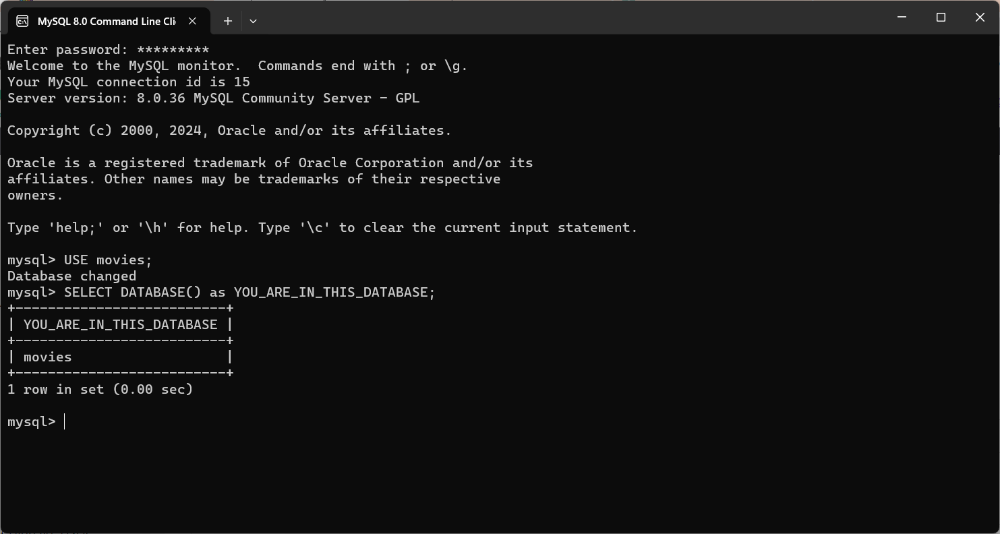 MySQL 8.0 Command Line Cli
Enter password: *********
Welcome to the MySQL monitor.  Commands end with ; or \g.
Your MySQL connection id is 15
Server version: 8.0.36 MySQL Community Server - GPL
Copyright (c) 2000, 2024, Oracle and/or its affiliates.
Oracle is a registered trademark of Oracle Corporation and/or its
affiliates. Other names may be trademarks of their respective
owners.
Type 'help;' or '\h' for help. Type '\c' to clear the current input statement.
mysql> USE movies;
Database changed
mysql> SELECT DATABASE() as YOU_ARE_IN_THIS_DATABASE;
+--------------------------+
| YOU_ARE_IN_THIS_DATABASE |
+--------------------------+
| movies                   |
+--------------------------+
1 row in set (0.00 sec)
mysql>